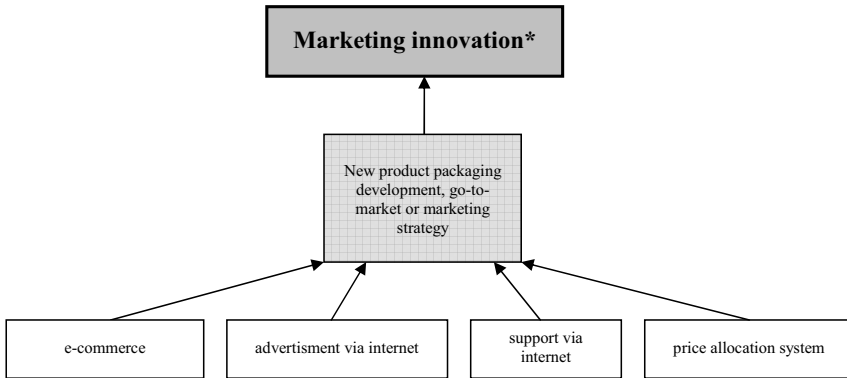 Marketing innovation*
New product packaging
development, go-to-
market or marketing
strategy
e-commerce
advertisment via internet
support via
internet
price allocation system